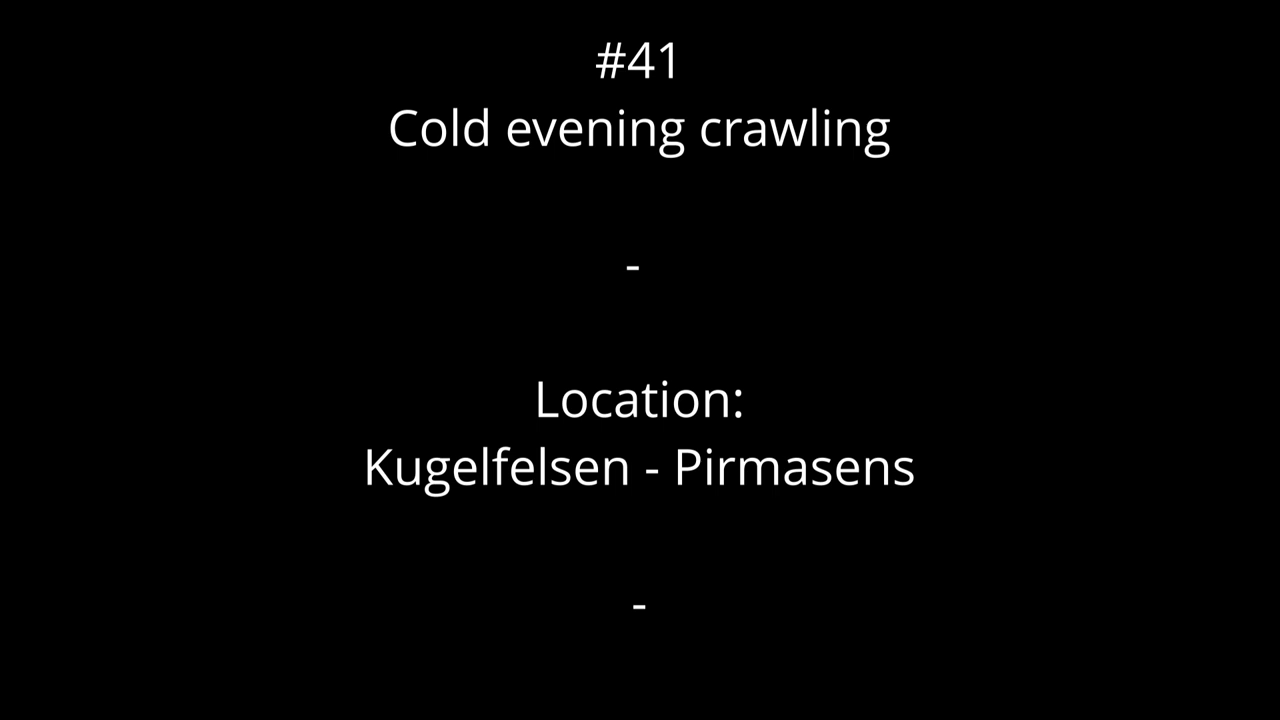 #41
Cold evening crawling
-
Location:
Kugelfelsen - Pirmasens
-